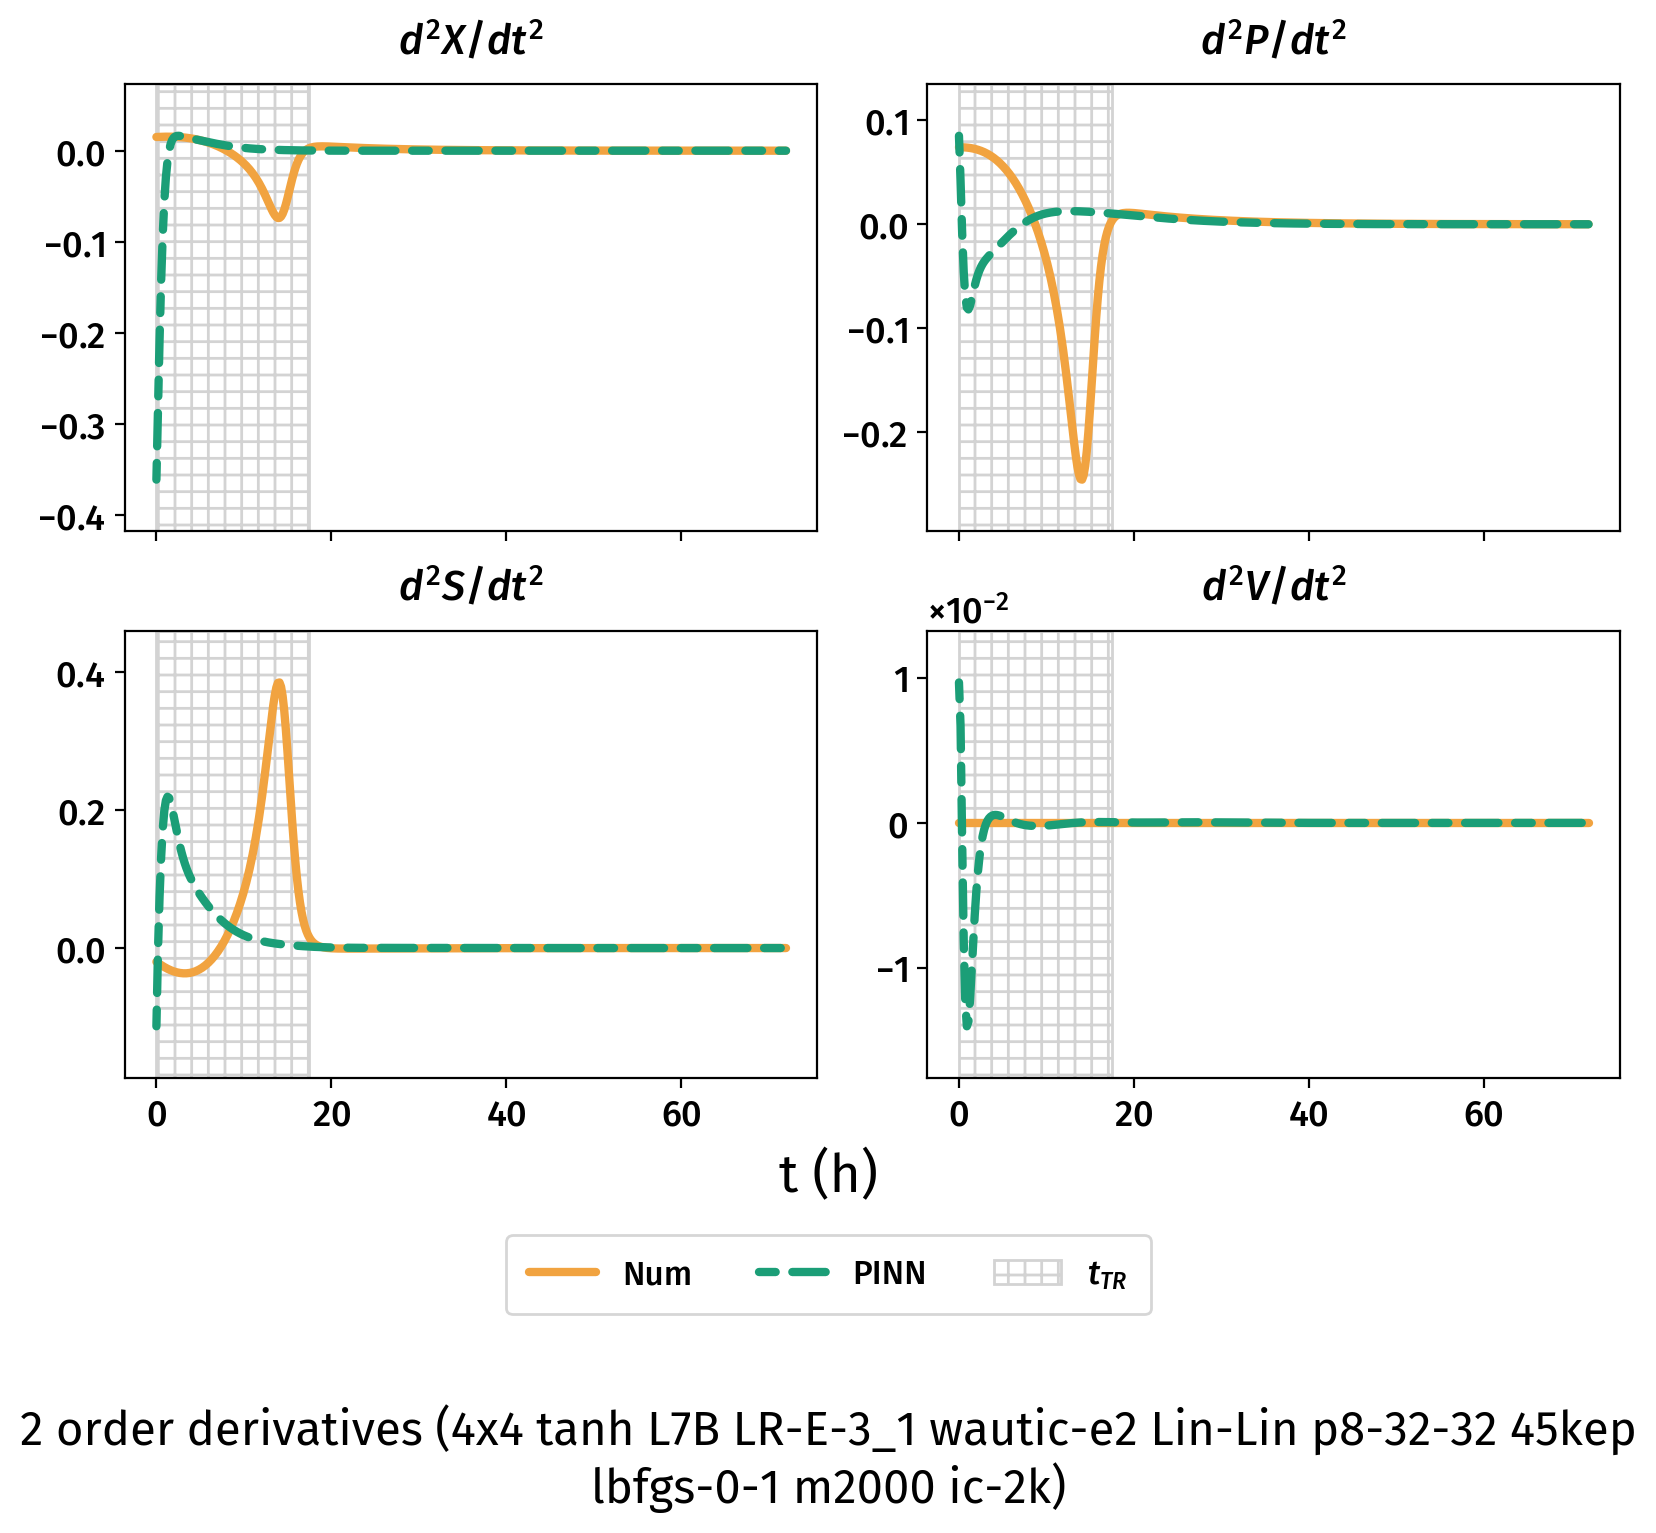 d²X/dt²
d²P/dt²
0.0
−0.1
−0.2
−0.3
−0.4
0.1
0.0
−0.1
−0.2
d²S/dt²
d²V/dt²
×10⁻²
0.4
0.2
0.0
1
0
−1
0 20 40 60
0 20 40 60
t (h)
Num PINN t_TR
2 order derivatives (4x4 tanh L7B LR-E-3_1 wautic-e2 Lin-Lin p8-32-32 45kep
lbfgs-0-1 m2000 ic-2k)